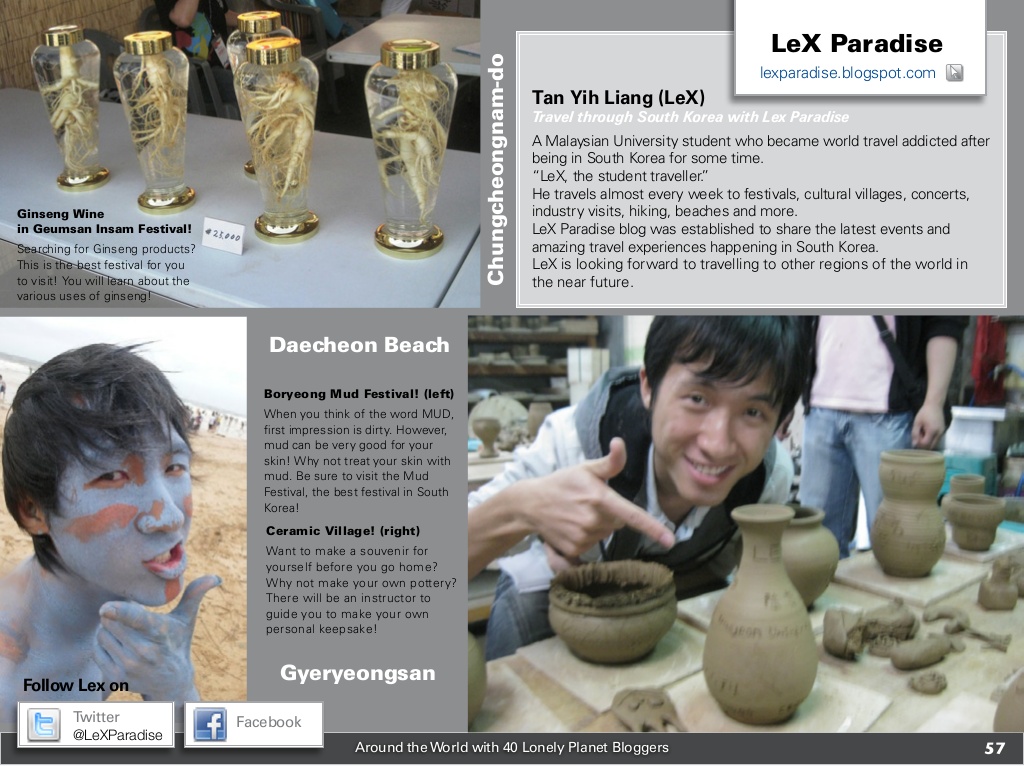 LeX Paradise
lexparadise.blogspot.com
Chungcheongnam-do
Tan Yih Liang (LeX)
Travel through South Korea with Lex Paradise
A Malaysian University student who became world travel addicted after
being in South Korea for some time.
“LeX, the student traveller.”
He travels almost every week to festivals, cultural villages, concerts,
industry visits, hiking, beaches and more.
LeX Paradise blog was established to share the latest events and
amazing travel experiences happening in South Korea.
LeX is looking forward to travelling to other regions of the world in
the near future.
Ginseng Wine
in Geumsan Insam Festival!
Searching for Ginseng products?
This is the best festival for you
to visit! You will learn about the
various uses of ginseng!
₩23,000
Daecheon Beach
Boryeong Mud Festival! (left)
When you think of the word MUD,
first impression is dirty. However,
mud can be very good for your
skin! Why not treat your skin with
mud. Be sure to visit the Mud
Festival, the best festival in South
Korea!
Ceramic Village! (right)
Want to make a souvenir for
yourself before you go home?
Why not make your own pottery?
There will be an instructor to
guide you to make your own
personal keepsake!
Gyeryeongsan
Follow Lex on
Twitter
@LeXParadise
Facebook
Around the World with 40 Lonely Planet Bloggers
57